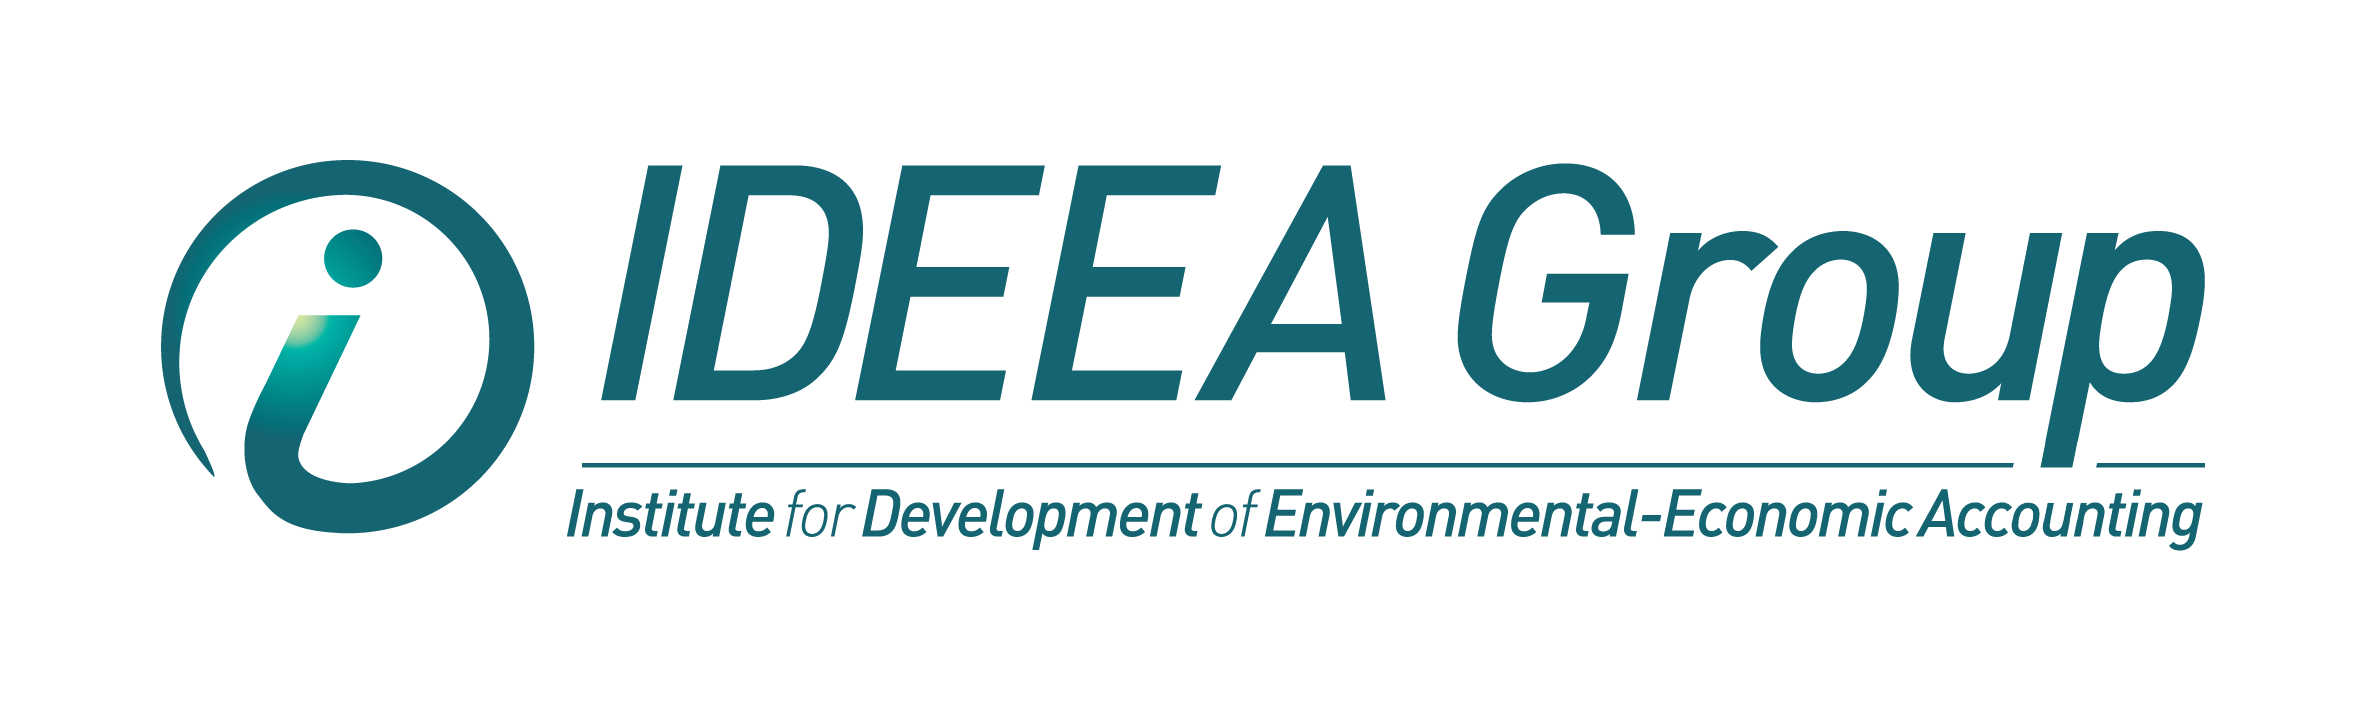 IDEEA Group
Institute for Development of Environmental-Economic Accounting